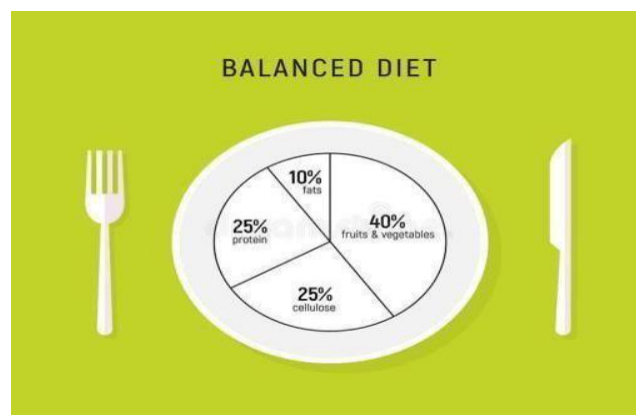 BALANCED DIET
10%
fats
40%
fruits & vegetables
25%
protein
25%
cellulose